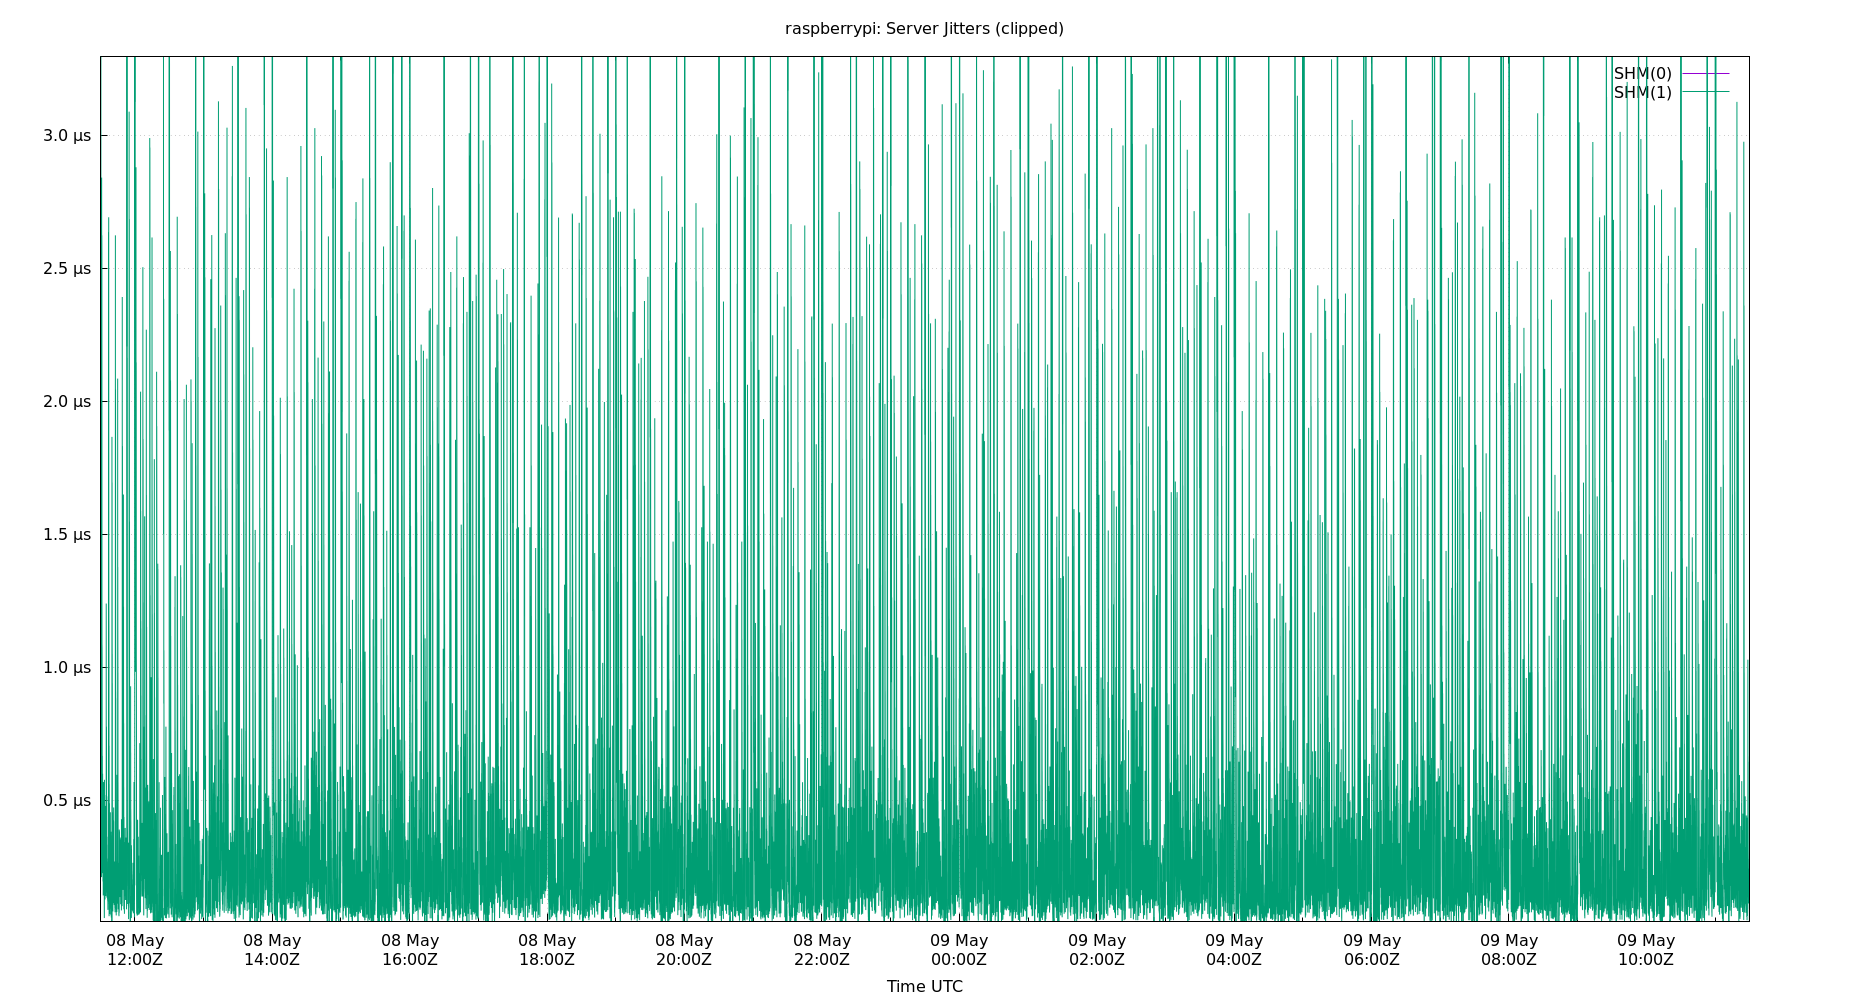 raspberrypi: Server Jitters (clipped)
SHM(0)
SHM(1)
3.0 µs
2.5 µs
2.0 µs
1.5 µs
1.0 µs
0.5 µs
08 May 08 May 08 May 08 May 08 May 08 May 09 May 09 May 09 May 09 May 09 May 09 May
12:00Z 14:00Z 16:00Z 18:00Z 20:00Z 22:00Z 00:00Z 02:00Z 04:00Z 06:00Z 08:00Z 10:00Z
Time UTC